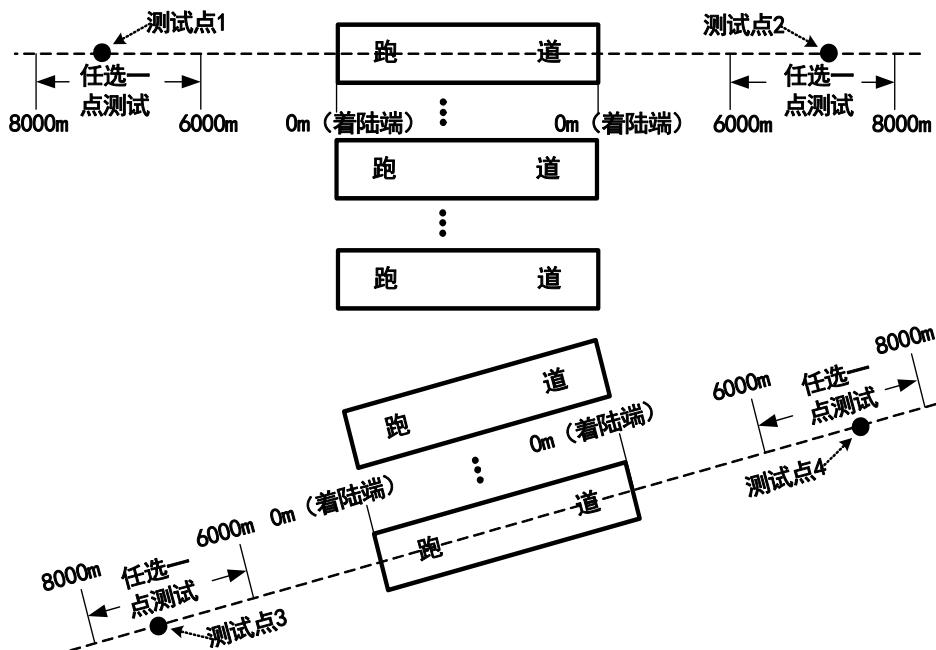 测试点1
测试点2
跑 道
任选一
点测试
任选一
点测试
8000m 6000m 0m（着陆端） 0m（着陆端） 6000m 8000m
跑 道
跑 道
8000m
6000m
任选一
点测试
跑 道
0m（着陆端）
测试点4
0m（着陆端）
跑 道
6000m
8000m
任选一
点测试
测试点3